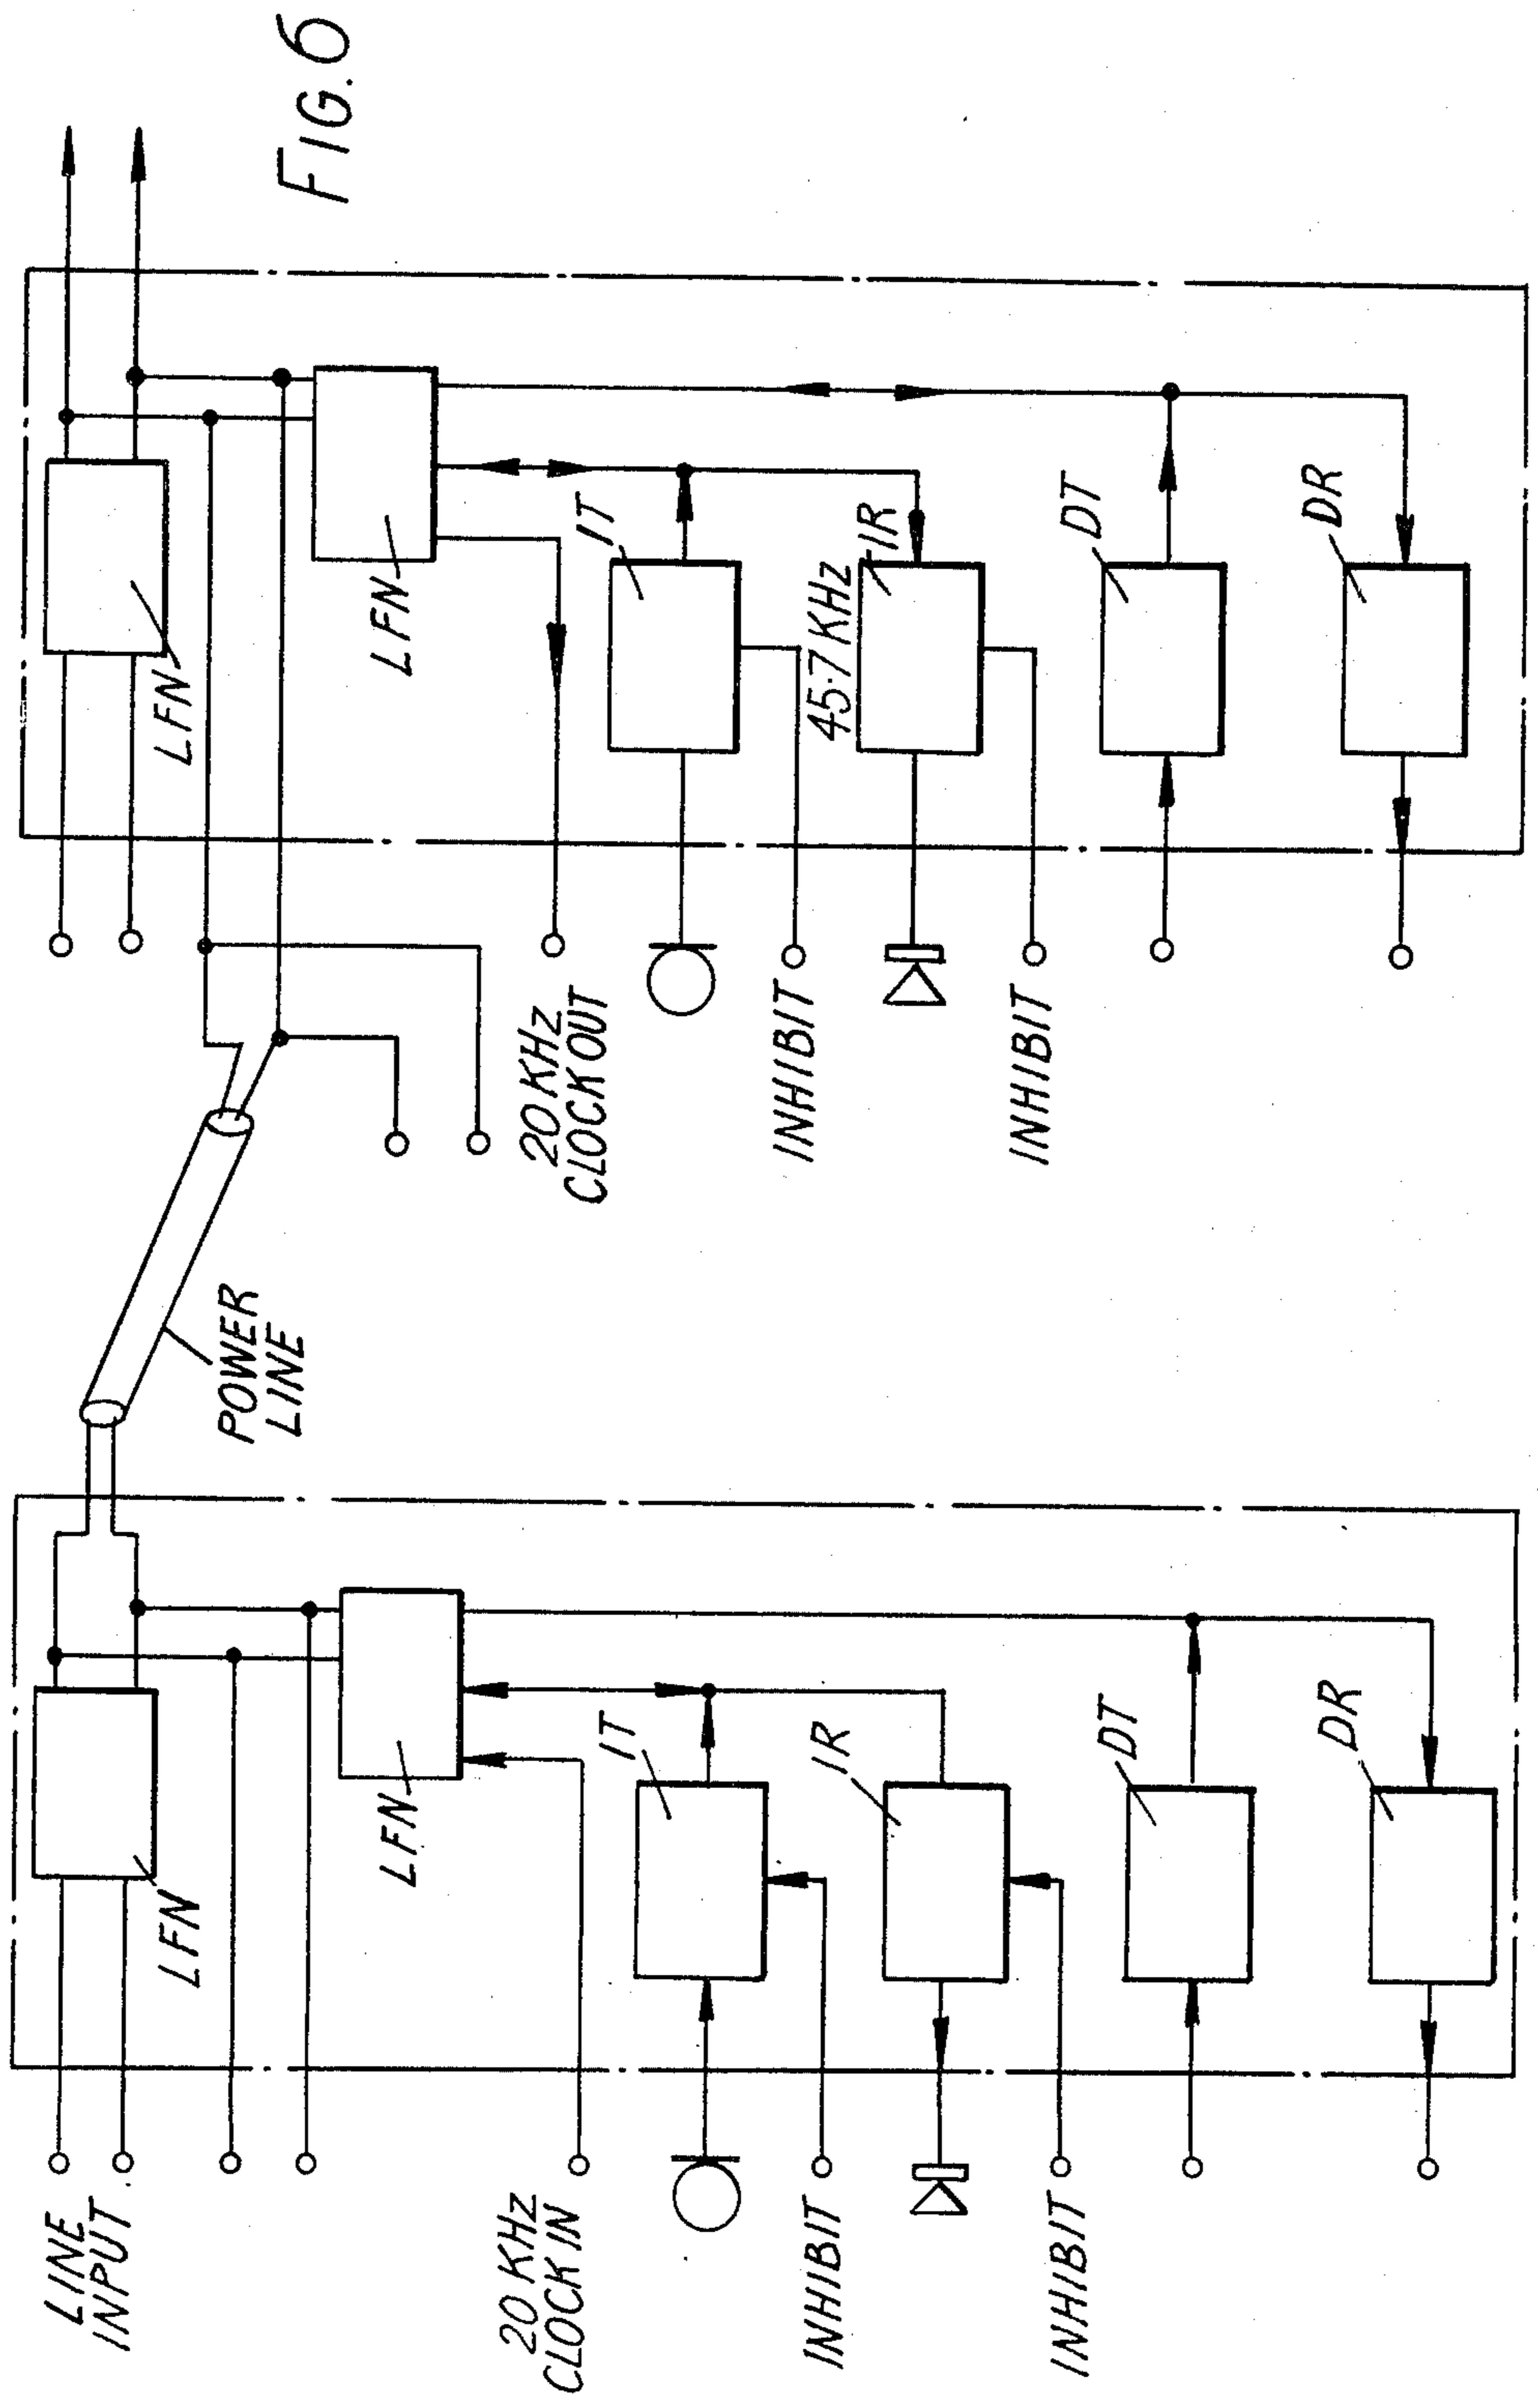 FIG. 6
LINE
INPUT
LFN
LFN
20 KHz
CLOCK IN
IT
INHIBIT
IR
INHIBIT
DT
DR
POWER
LINE
LFN
LFN
20 KHz
CLOCK OUT
IT
INHIBIT
45·7 KHz
IR
INHIBIT
DT
DR